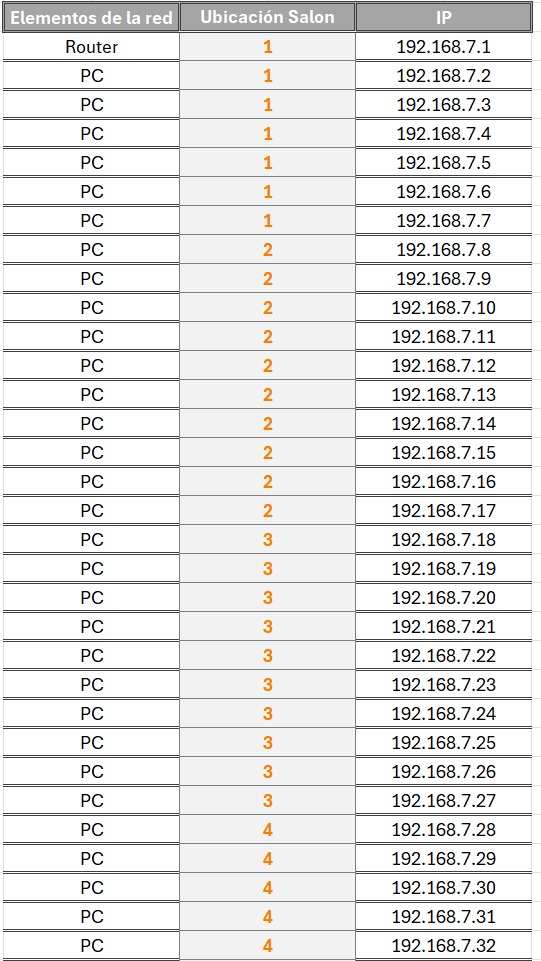 Elementos de la red Ubicación Salon IP
Router 1 192.168.7.1
PC 1 192.168.7.2
PC 1 192.168.7.3
PC 1 192.168.7.4
PC 1 192.168.7.5
PC 1 192.168.7.6
PC 1 192.168.7.7
PC 2 192.168.7.8
PC 2 192.168.7.9
PC 2 192.168.7.10
PC 2 192.168.7.11
PC 2 192.168.7.12
PC 2 192.168.7.13
PC 2 192.168.7.14
PC 2 192.168.7.15
PC 2 192.168.7.16
PC 2 192.168.7.17
PC 3 192.168.7.18
PC 3 192.168.7.19
PC 3 192.168.7.20
PC 3 192.168.7.21
PC 3 192.168.7.22
PC 3 192.168.7.23
PC 3 192.168.7.24
PC 3 192.168.7.25
PC 3 192.168.7.26
PC 3 192.168.7.27
PC 4 192.168.7.28
PC 4 192.168.7.29
PC 4 192.168.7.30
PC 4 192.168.7.31
PC 4 192.168.7.32